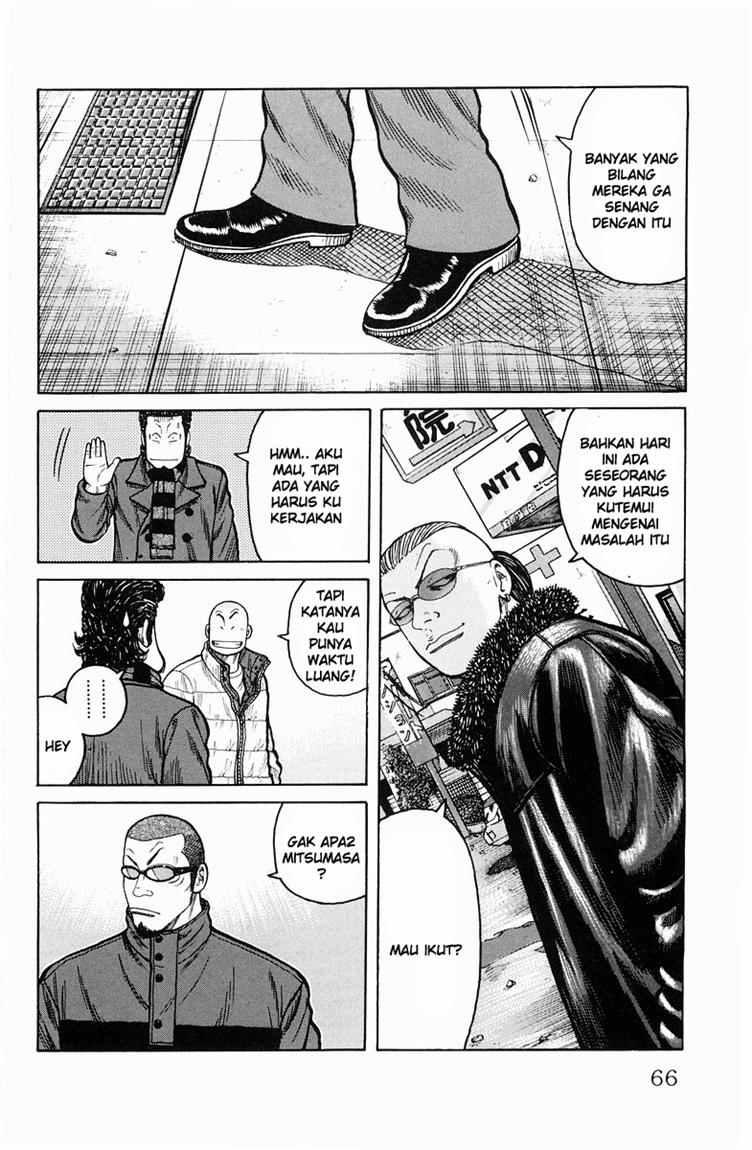 BANYAK YANG
BILANG
MEREKA GA
SENANG
DENGAN ITU
BAHKAN HARI
INI ADA
SESEORANG
YANG HARUS
KUTEMUI
MENGENAI
MASALAH ITU
院
NTT D
MAU IKUT?
HMM.. AKU
MAU, TAPI
ADA YANG
HARUS KU
KERJAKAN
TAPI
KATANYA
KAU
PUNYA
WAKTU
LUANG!
HEY
GAK APA2
MITSUMASA
?
66